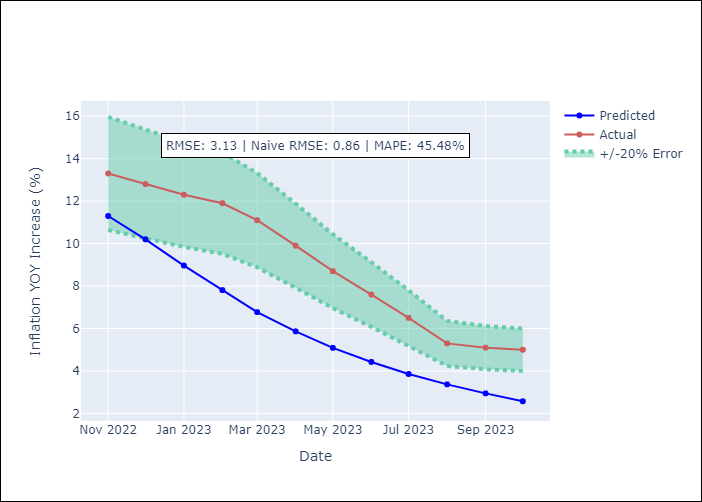 RMSE: 3.13 | Naive RMSE: 0.86 | MAPE: 45.48%
Predicted
Actual
+/-20% Error
Inflation YOY Increase (%)
16
14
12
10
8
6
4
2
Nov 2022
Jan 2023
Mar 2023
May 2023
Jul 2023
Sep 2023
Date